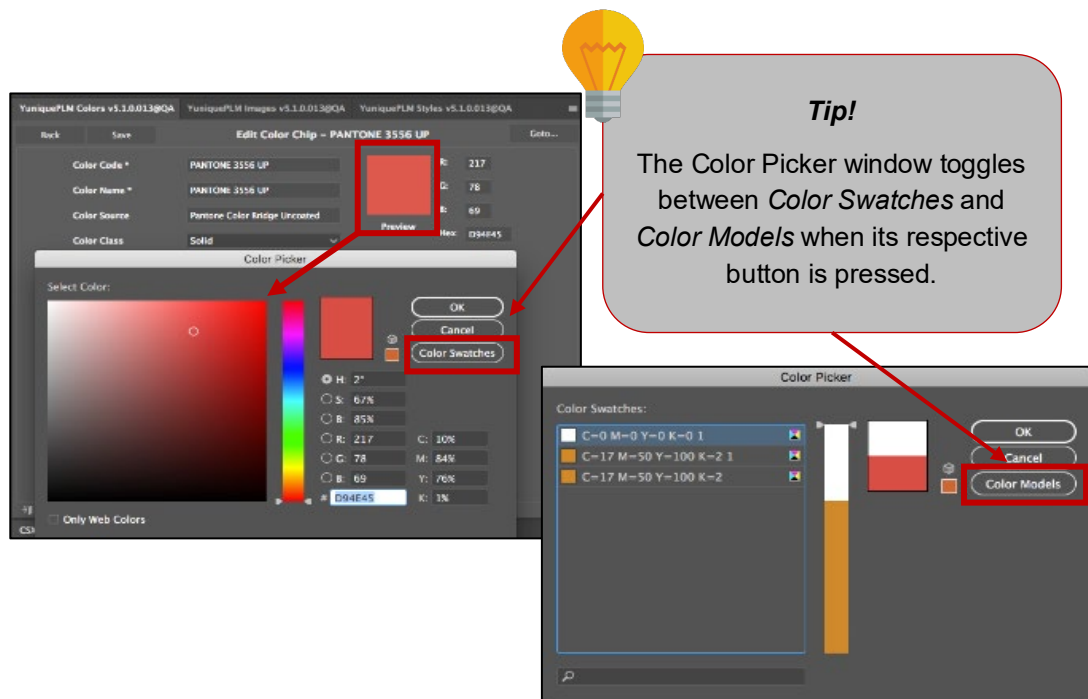 Tip!
The Color Picker window toggles
between Color Swatches and
Color Models when its respective
button is pressed.
YuniquePLM Colors v5.1.0.013@QA YuniquePLM Images v5.1.0.013@QA YuniquePLM Styles v5.1.0.013@QA
Back Save Edit Color Chip - PANTONE 3556 UP Goto...
Color Code * PANTONE 3556 UP R: 217
Color Name * PANTONE 3556 UP G: 78
Color Source Pantone Color Bridge Uncoated B: 69
Color Class Solid Preview Hex: D94E45
Color Picker
Select Color:
OK
Cancel
Color Swatches
H: 2°
S: 67%
B: 85%
R: 217 C: 10%
G: 78 M: 84%
B: 69 Y: 76%
# D94E45 K: 1%
Only Web Colors
Color Picker
Color Swatches:
C=0 M=0 Y=0 K=0 1
C=17 M=50 Y=100 K=2 1
C=17 M=50 Y=100 K=2
OK
Cancel
Color Models